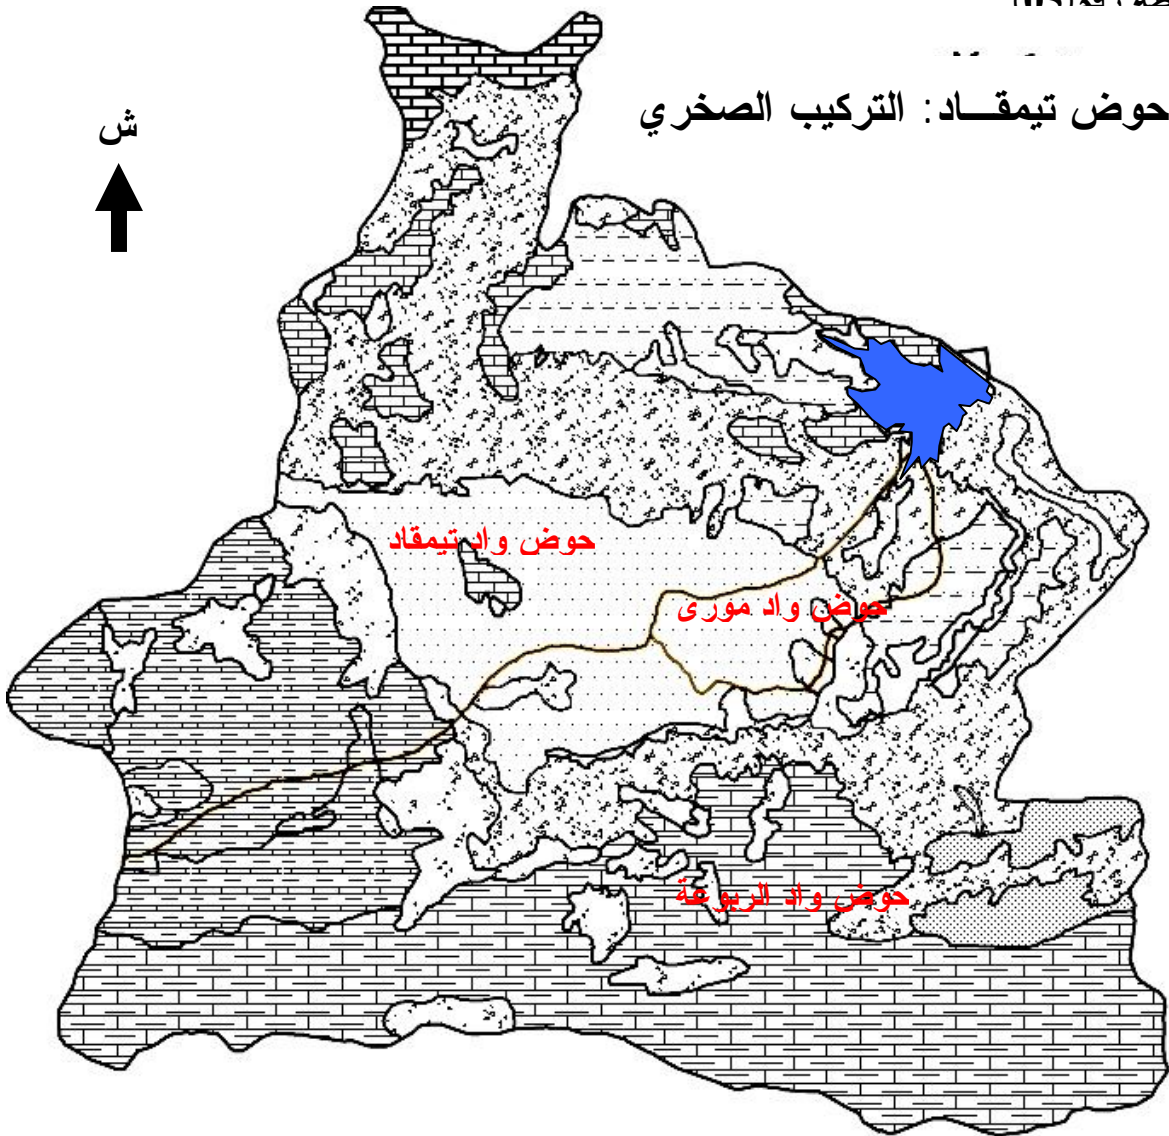 حوض تيمقـــاد: التركيب الصخري
ش
حوض واد تيمقاد
حوض واد مورى
حوض واد الربوعة